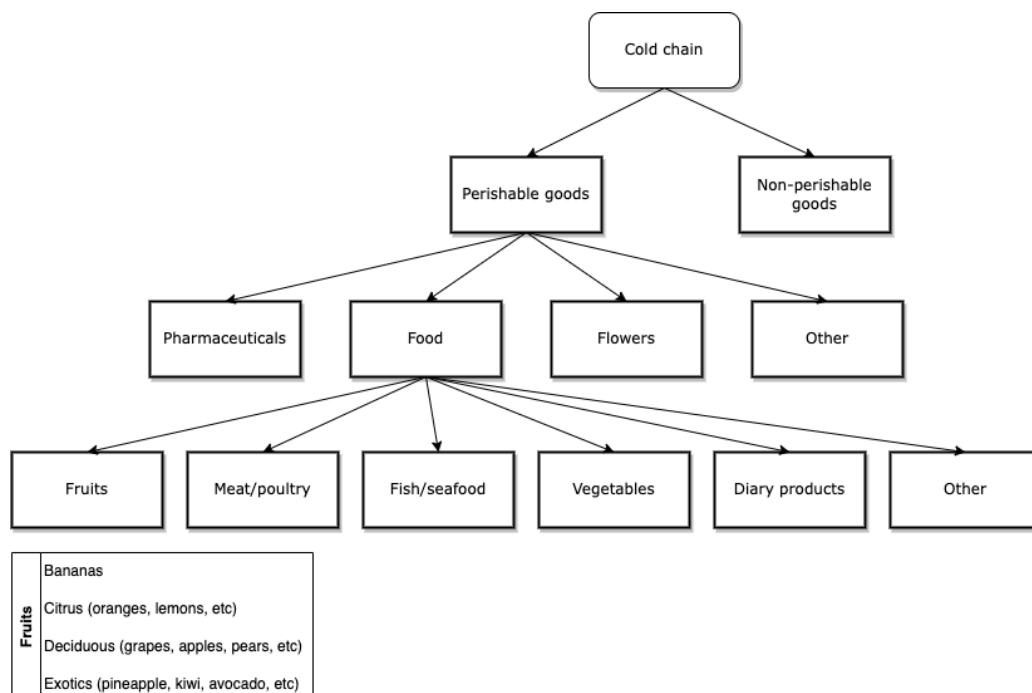 Cold chain
Perishable goods
Non-perishable
goods
Pharmaceuticals
Food
Flowers
Other
Fruits
Meat/poultry
Fish/seafood
Vegetables
Diary products
Other
Fruits
Bananas
Citrus (oranges, lemons, etc)
Deciduous (grapes, apples, pears, etc)
Exotics (pineapple, kiwi, avocado, etc)